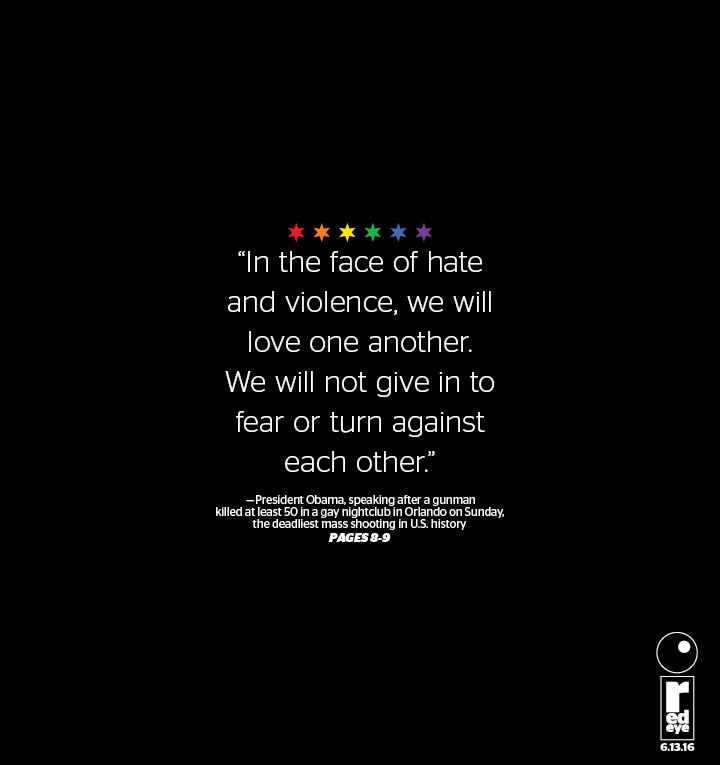 “In the face of hate
and violence, we will
love one another.
We will not give in to
fear or turn against
each other.”
—President Obama, speaking after a gunman
killed at least 50 in a gay nightclub in Orlando on Sunday,
the deadliest mass shooting in U.S. history
PAGES 8-9
r
ed
eye
6.13.16